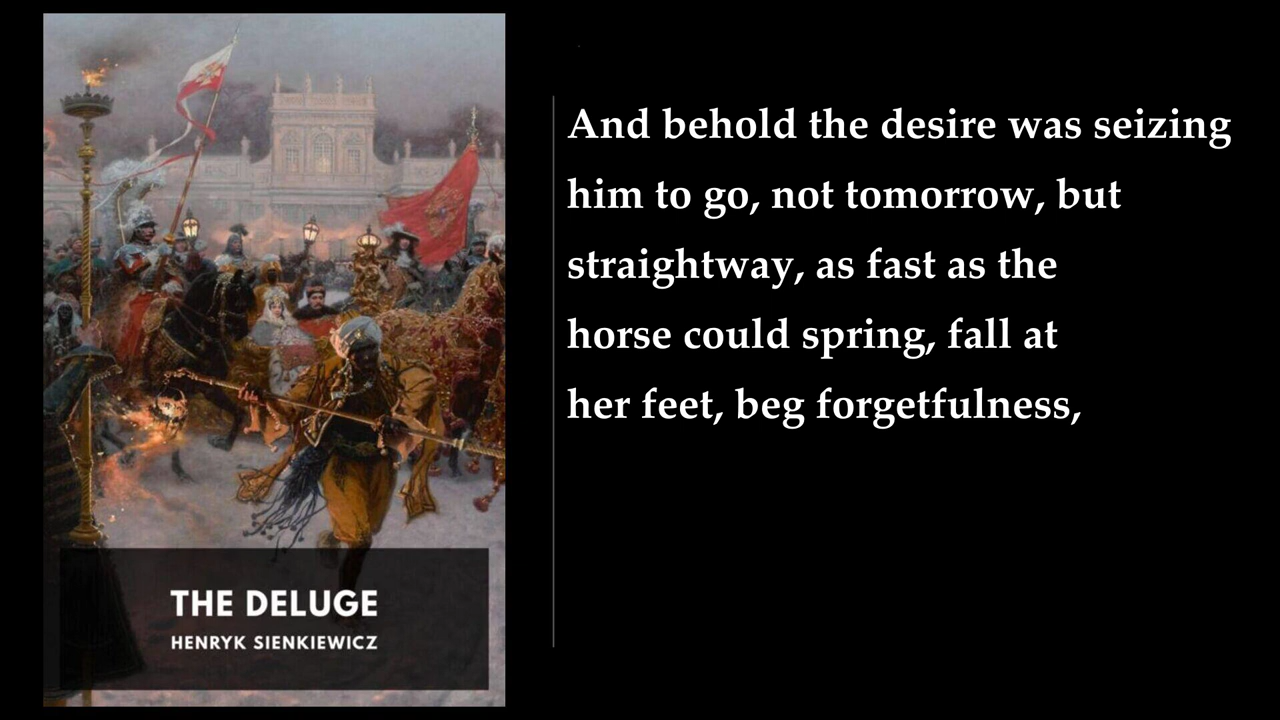 And behold the desire was seizing
him to go, not tomorrow, but
straightway, as fast as the
horse could spring, fall at
her feet, beg forgetfulness,
THE DELUGE
HENRYK SIENKIEWICZ